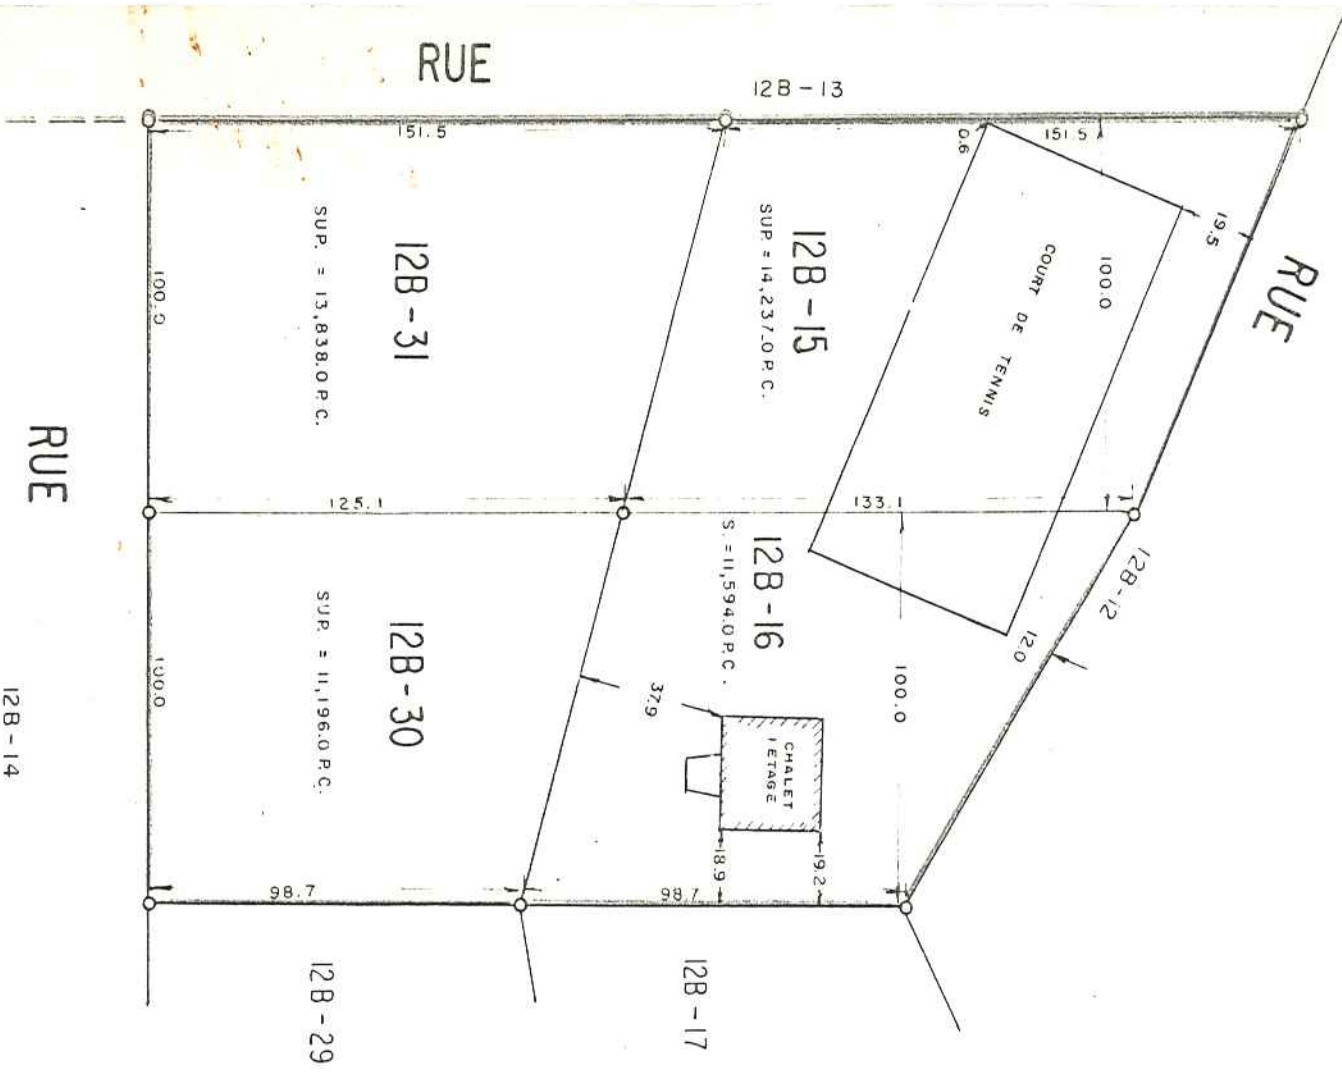 RUE
12B-13
151.5
151.5
0.6
19.5
RUE
COURT DE TENNIS
100.0
12B-15
SUP. = 14,237.0 P.C.
12B-31
SUP. = 13,838.0 P.C.
100.0
RUE
125.1
133.1
12B-12
12B-16
S. = 11,594.0 P.C.
12.0
100.0
37.9
CHALET
1 ETAGE
18.9
19.2
12B-30
SUP. = 11,196.0 P.C.
100.0
98.7
98.7
12B-14
12B-29
12B-17